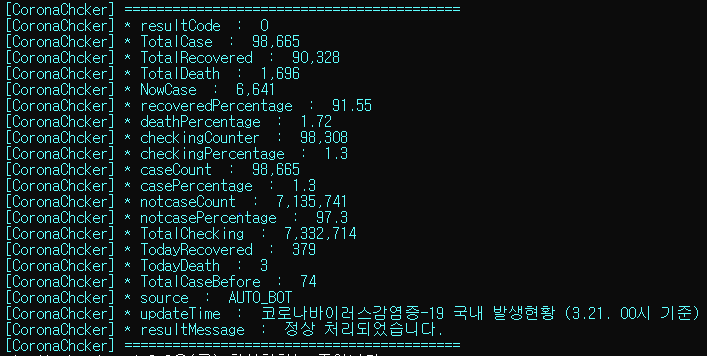 [CoronaChcker] ==========================================
[CoronaChcker] * resultCode : 0
[CoronaChcker] * TotalCase : 98,665
[CoronaChcker] * TotalRecovered : 90,328
[CoronaChcker] * TotalDeath : 1,696
[CoronaChcker] * NowCase : 6,641
[CoronaChcker] * recoveredPercentage : 91.55
[CoronaChcker] * deathPercentage : 1.72
[CoronaChcker] * checkingCounter : 98,308
[CoronaChcker] * checkingPercentage : 1.3
[CoronaChcker] * caseCount : 98,665
[CoronaChcker] * casePercentage : 1.3
[CoronaChcker] * notcaseCount : 7,135,741
[CoronaChcker] * notcasePercentage : 97.3
[CoronaChcker] * TotalChecking : 7,332,714
[CoronaChcker] * TodayRecovered : 379
[CoronaChcker] * TodayDeath : 3
[CoronaChcker] * TotalCaseBefore : 74
[CoronaChcker] * source : AUTO_BOT
[CoronaChcker] * updateTime : 코로나바이러스감염증-19 국내 발생현황 (3.21. 00시 기준)
[CoronaChcker] * resultMessage : 정상 처리되었습니다.
[CoronaChcker] ==========================================